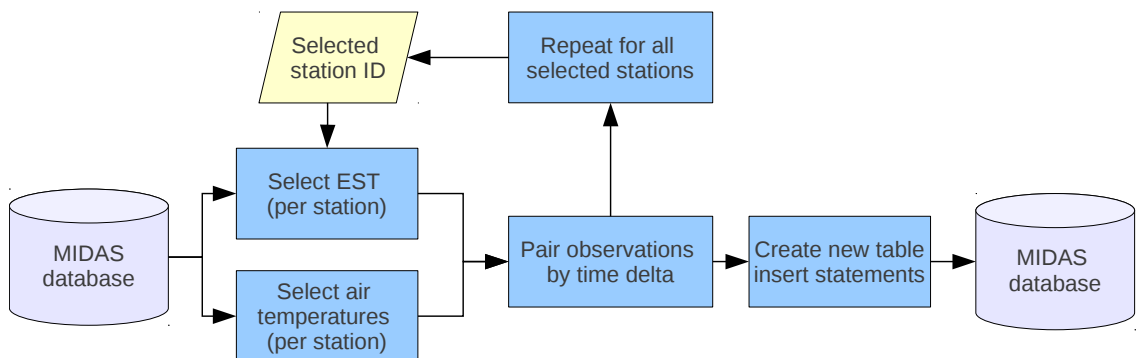 Selected
station ID
Repeat for all
selected stations
Select EST
(per station)
MIDAS
database
Select air
temperatures
(per station)
Pair observations
by time delta
Create new table
insert statements
MIDAS
database